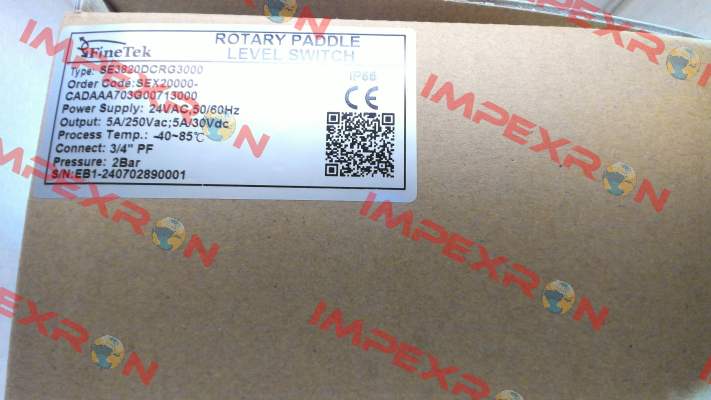 FineTek
ROTARY PADDLE
LEVEL SWITCH
Type: SE3820DCRG3000
Order Code:SEX20000-
CADAAA703G00713000
Power Supply: 24VAC,50/60Hz
Output: 5A/250Vac;5A/30Vdc
Process Temp.: -40~85℃
Connect: 3/4" PF
Pressure: 2Bar
S/N:EB1-240702890001
IP65
CE
IMPEXRON
IMPEXRON
IMPEXRON
IMPEXRON
IMPEXRON